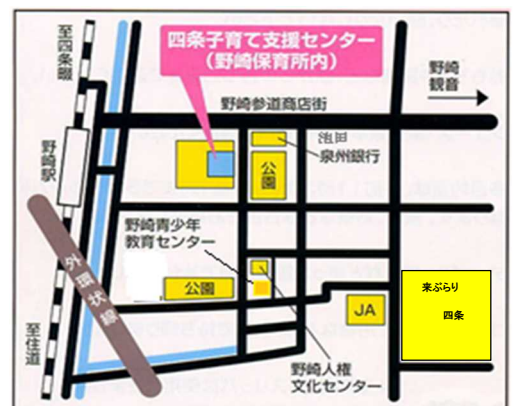 至四条畷
四条子育て支援センター
（野崎保育所内）
野崎
観音
野崎参道商店街
野崎駅
池田
泉州銀行
公園
野崎青少年
教育センター
外環状線
公園
来ぶらり
四条
JA
至住道
野崎人権
文化センター